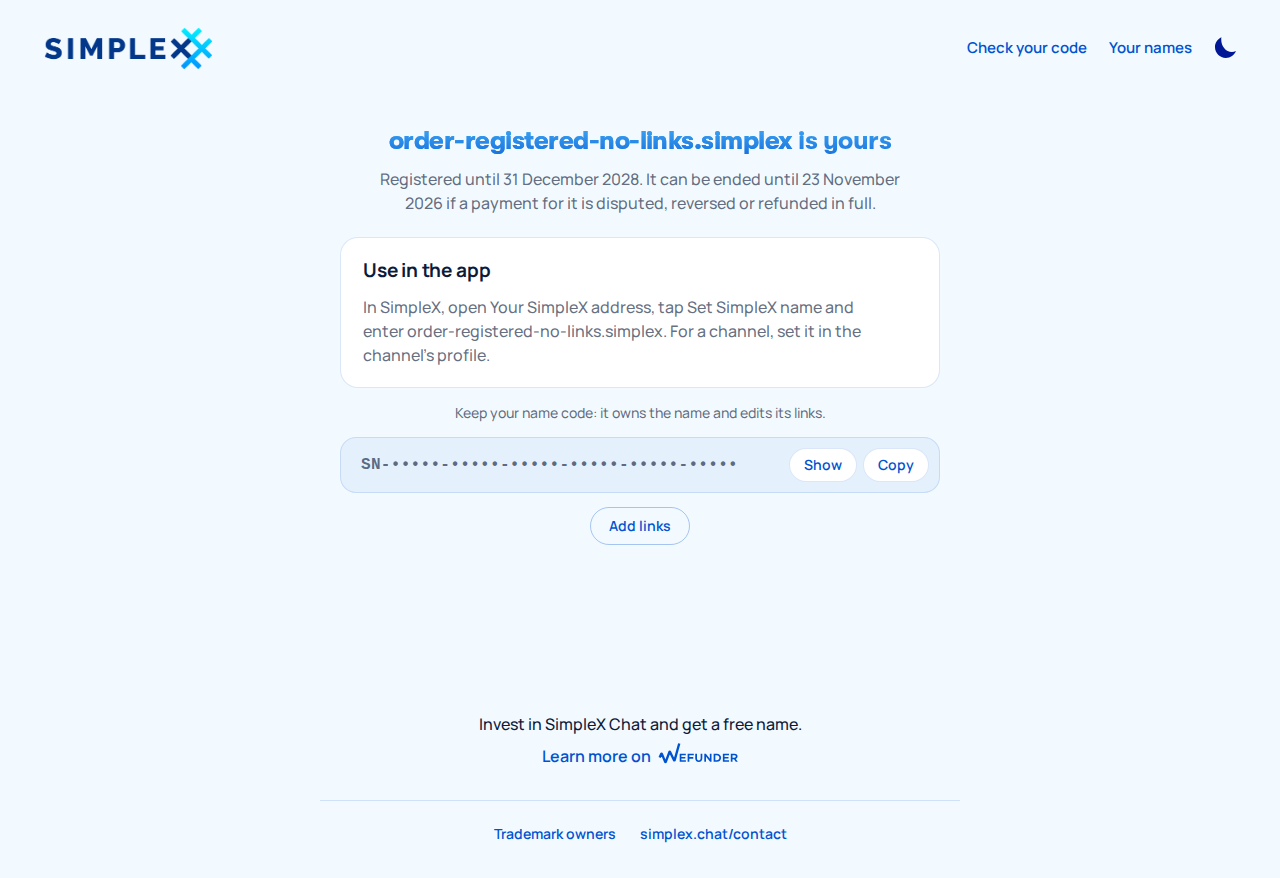 SIMPLEX
Check your code
Your names
order-registered-no-links.simplex is yours
Registered until 31 December 2028. It can be ended until 23 November
2026 if a payment for it is disputed, reversed or refunded in full.
Use in the app
In SimpleX, open Your SimpleX address, tap Set SimpleX name and
enter order-registered-no-links.simplex. For a channel, set it in the
channel's profile.
Keep your name code: it owns the name and edits its links.
SN-•••••-•••••-•••••-•••••-•••••-•••••
Show
Copy
Add links
Invest in SimpleX Chat and get a free name.
Learn more on WEFUNDER
Trademark owners
simplex.chat/contact